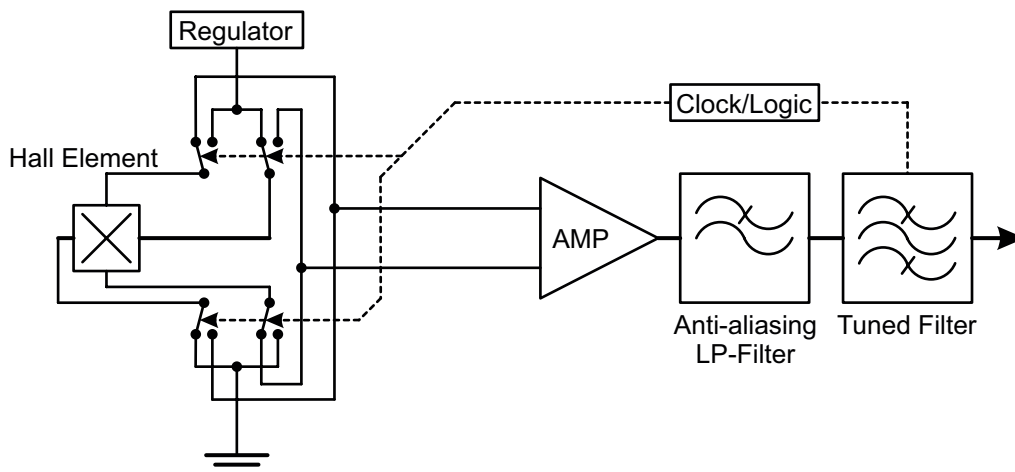 Regulator
Clock/Logic
Hall Element
AMP
Anti-aliasing
LP-Filter
Tuned Filter